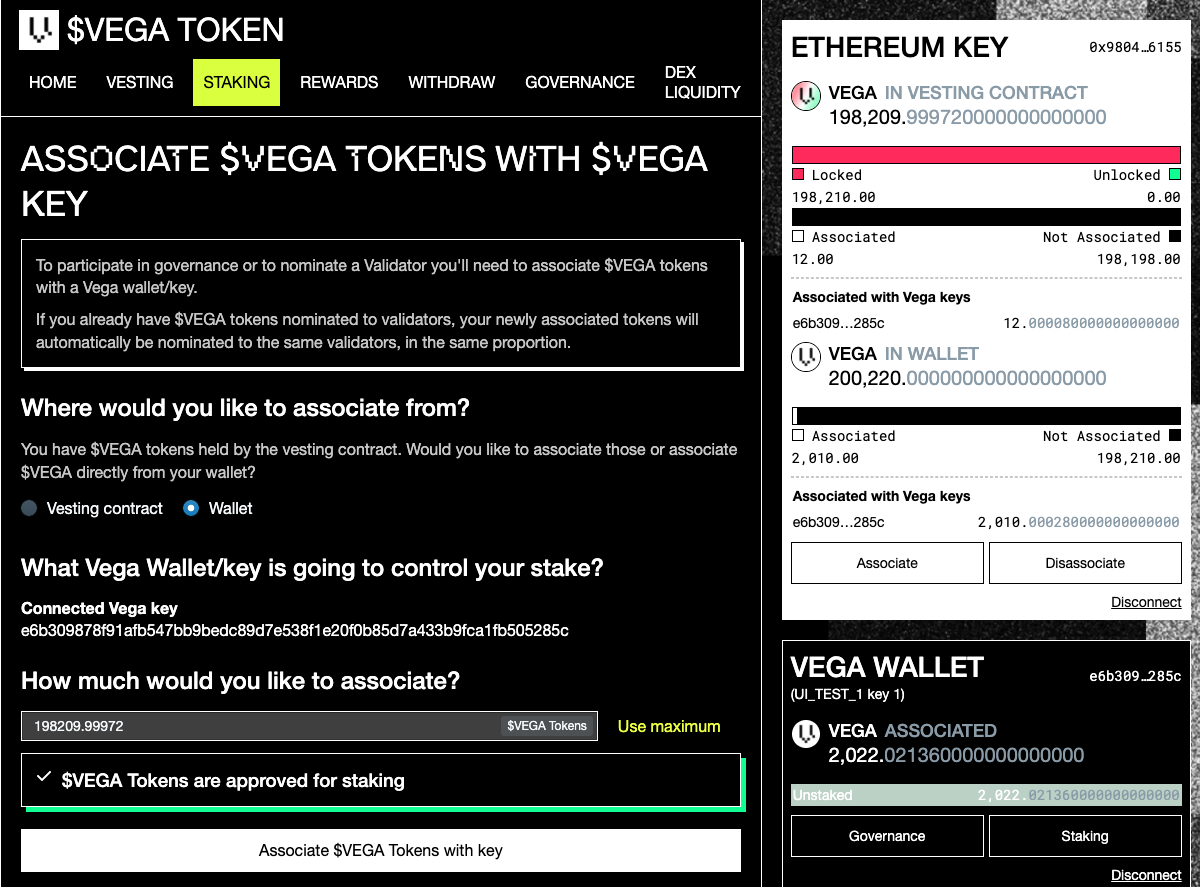 $VEGA TOKEN
HOME VESTING STAKING REWARDS WITHDRAW GOVERNANCE DEX LIQUIDITY
ASSOCIATE $VEGA TOKENS WITH $VEGA
KEY
To participate in governance or to nominate a Validator you'll need to associate $VEGA tokens
with a Vega wallet/key.
If you already have $VEGA tokens nominated to validators, your newly associated tokens will
automatically be nominated to the same validators, in the same proportion.
Where would you like to associate from?
You have $VEGA tokens held by the vesting contract. Would you like to associate those or associate
$VEGA directly from your wallet?
Vesting contract Wallet
What Vega Wallet/key is going to control your stake?
Connected Vega key
e6b309878f91afb547bb9bedc89d7e538f1e20f0b85d7a433b9fca1fb505285c
How much would you like to associate?
198209.99972 $VEGA Tokens Use maximum
$VEGA Tokens are approved for staking
Associate $VEGA Tokens with key
ETHEREUM KEY 0x9804…6155
VEGA IN VESTING CONTRACT
198,209.999720000000000000
Locked Unlocked
198,210.00 0.00
Associated Not Associated
12.00 198,198.00
Associated with Vega keys
e6b309…285c 12.000080000000000000
VEGA IN WALLET
200,220.000000000000000000
Associated Not Associated
2,010.00 198,210.00
Associated with Vega keys
e6b309…285c 2,010.000280000000000000
Associate Disassociate
Disconnect
VEGA WALLET e6b309…285c
(UI_TEST_1 key 1)
VEGA ASSOCIATED
2,022.021360000000000000
Unstaked 2,022.021360000000000000
Governance Staking
Disconnect